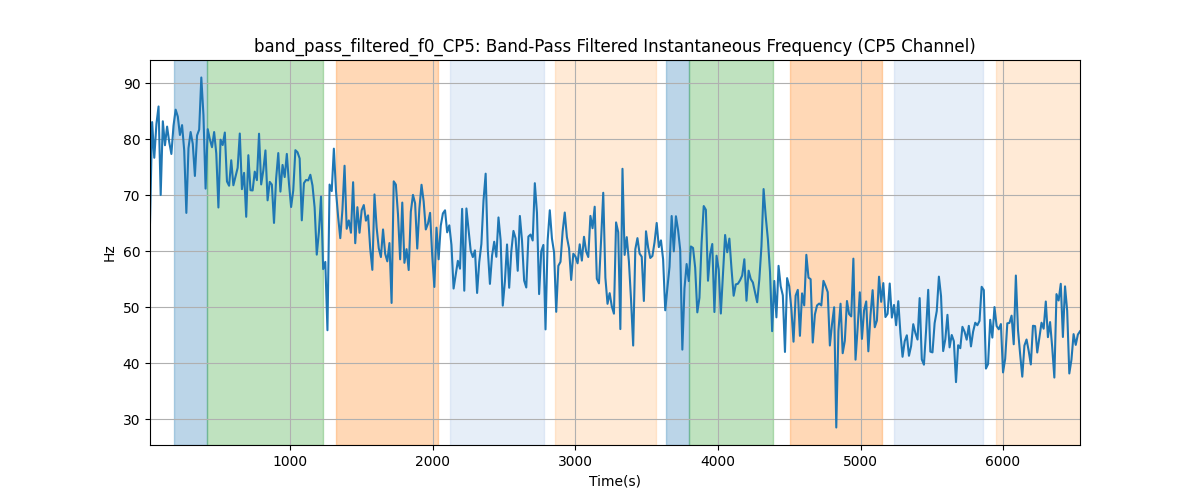 band_pass_filtered_f0_CP5: Band-Pass Filtered Instantaneous Frequency (CP5 Channel)
90
80
70
60
50
40
30
Hz
1000 2000 3000 4000 5000 6000
Time(s)